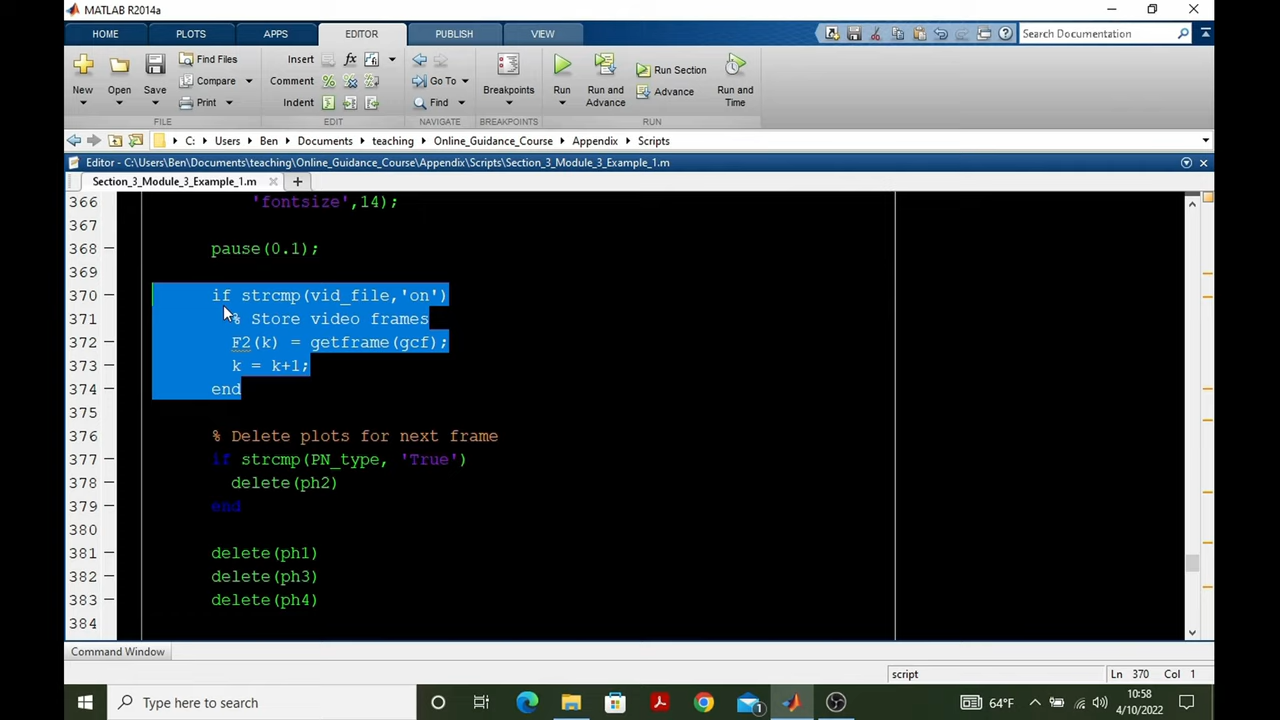 MATLAB R2014a
HOME PLOTS APPS EDITOR PUBLISH VIEW Search Documentation
New Open Save Find Files Compare Print
Insert fx Comment Indent
Go To Find
Breakpoints
Run Run and Advance Run Section Advance Run and Time
FILE EDIT NAVIGATE BREAKPOINTS RUN
C: Users Ben Documents teaching Online_Guidance_Course Appendix Scripts
Editor - C:\Users\Ben\Documents\teaching\Online_Guidance_Course\Appendix\Scripts\Section_3_Module_3_Example_1.m
Section_3_Module_3_Example_1.m
366 'fontsize',14);
367
368 pause(0.1);
369
370 if strcmp(vid_file,'on')
371 % Store video frames
372 F2(k) = getframe(gcf);
373 k = k+1;
374 end
375
376 % Delete plots for next frame
377 if strcmp(PN_type, 'True')
378 delete(ph2)
379 end
380
381 delete(ph1)
382 delete(ph3)
383 delete(ph4)
384
Command Window
script Ln 370 Col 1
Type here to search 1 64°F 10:58
4/10/2022